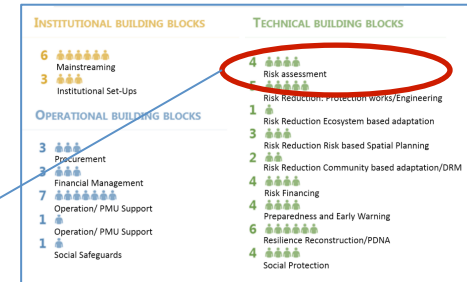 INSTITUTIONAL BUILDING BLOCKS
6
Mainstreaming
3
Institutional Set-Ups
OPERATIONAL BUILDING BLOCKS
3
Procurement
3
Financial Management
7
Operation/ PMU Support
1
Operation/ PMU Support
1
Social Safeguards
TECHNICAL BUILDING BLOCKS
4
Risk assessment
Risk Reduction: Protection works/Engineering
1
Risk Reduction Ecosystem based adaptation
3
Risk Reduction Risk based Spatial Planning
2
Risk Reduction Community based adaptation/DRM
4
Risk Financing
4
Preparedness and Early Warning
6
Resilience Reconstruction/PDNA
4
Social Protection